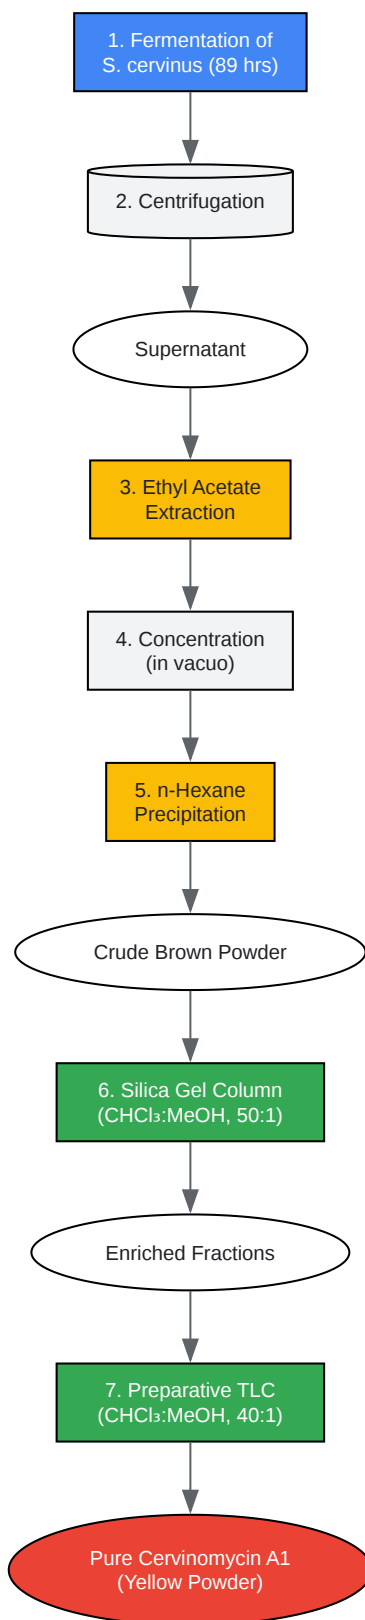 1. Fermentation of
S. cervinus (89 hrs)
2. Centrifugation
Supernatant
3. Ethyl Acetate
Extraction
4. Concentration
(in vacuo)
5. n-Hexane
Precipitation
Crude Brown Powder
6. Silica Gel Column
(CHCl₃:MeOH, 50:1)
Enriched Fractions
7. Preparative TLC
(CHCl₃:MeOH, 40:1)
Pure Cervinomycin A1
(Yellow Powder)